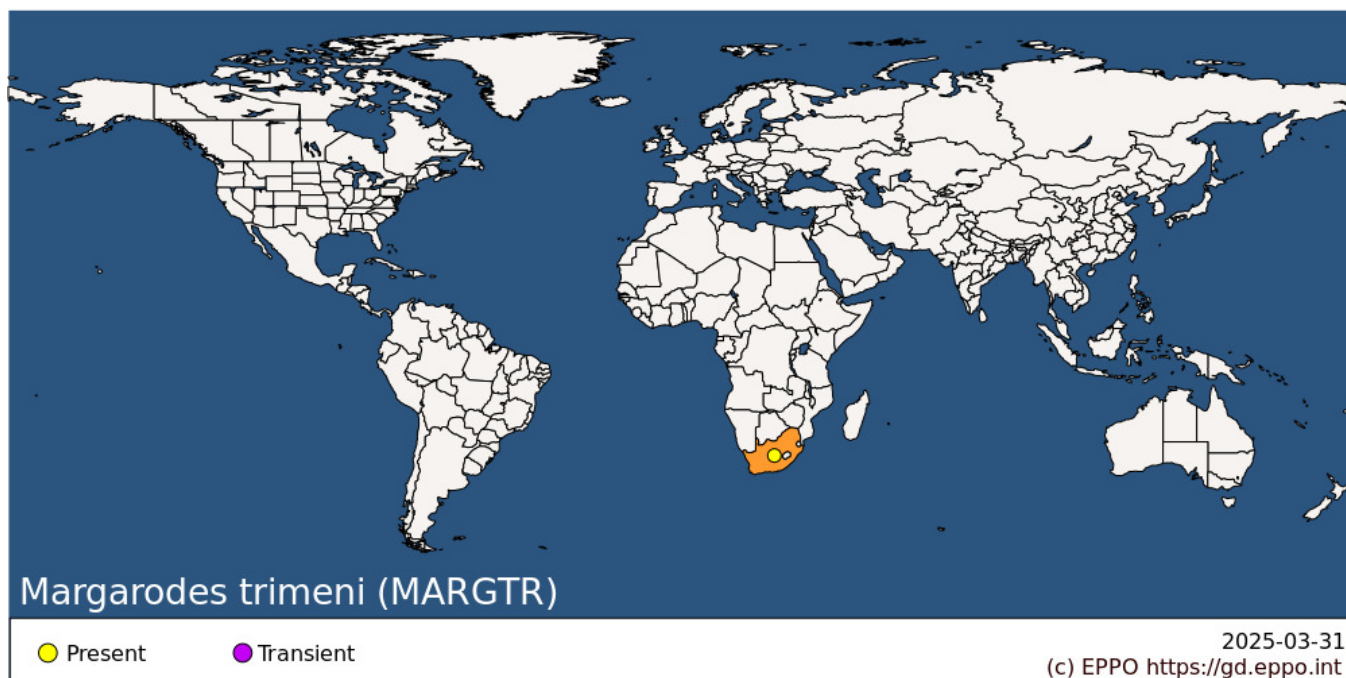 Margarodes trimeni (MARGTR)
Present
Transient
2025-03-31
(c) EPPO https://gd.eppo.int